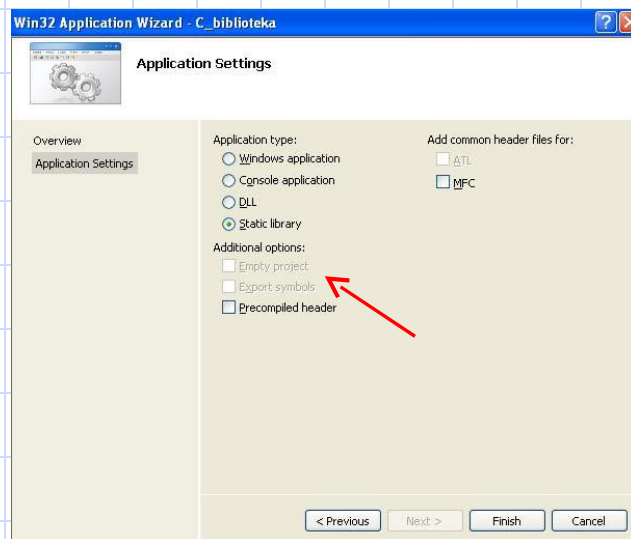 Win32 Application Wizard - C_biblioteka
Application Settings
Overview
Application Settings
Application type:
Windows application
Console application
DLL
Static library
Additional options:
Empty project
Export symbols
Precompiled header
Add common header files for:
ATL
MFC
< Previous
Next >
Finish
Cancel